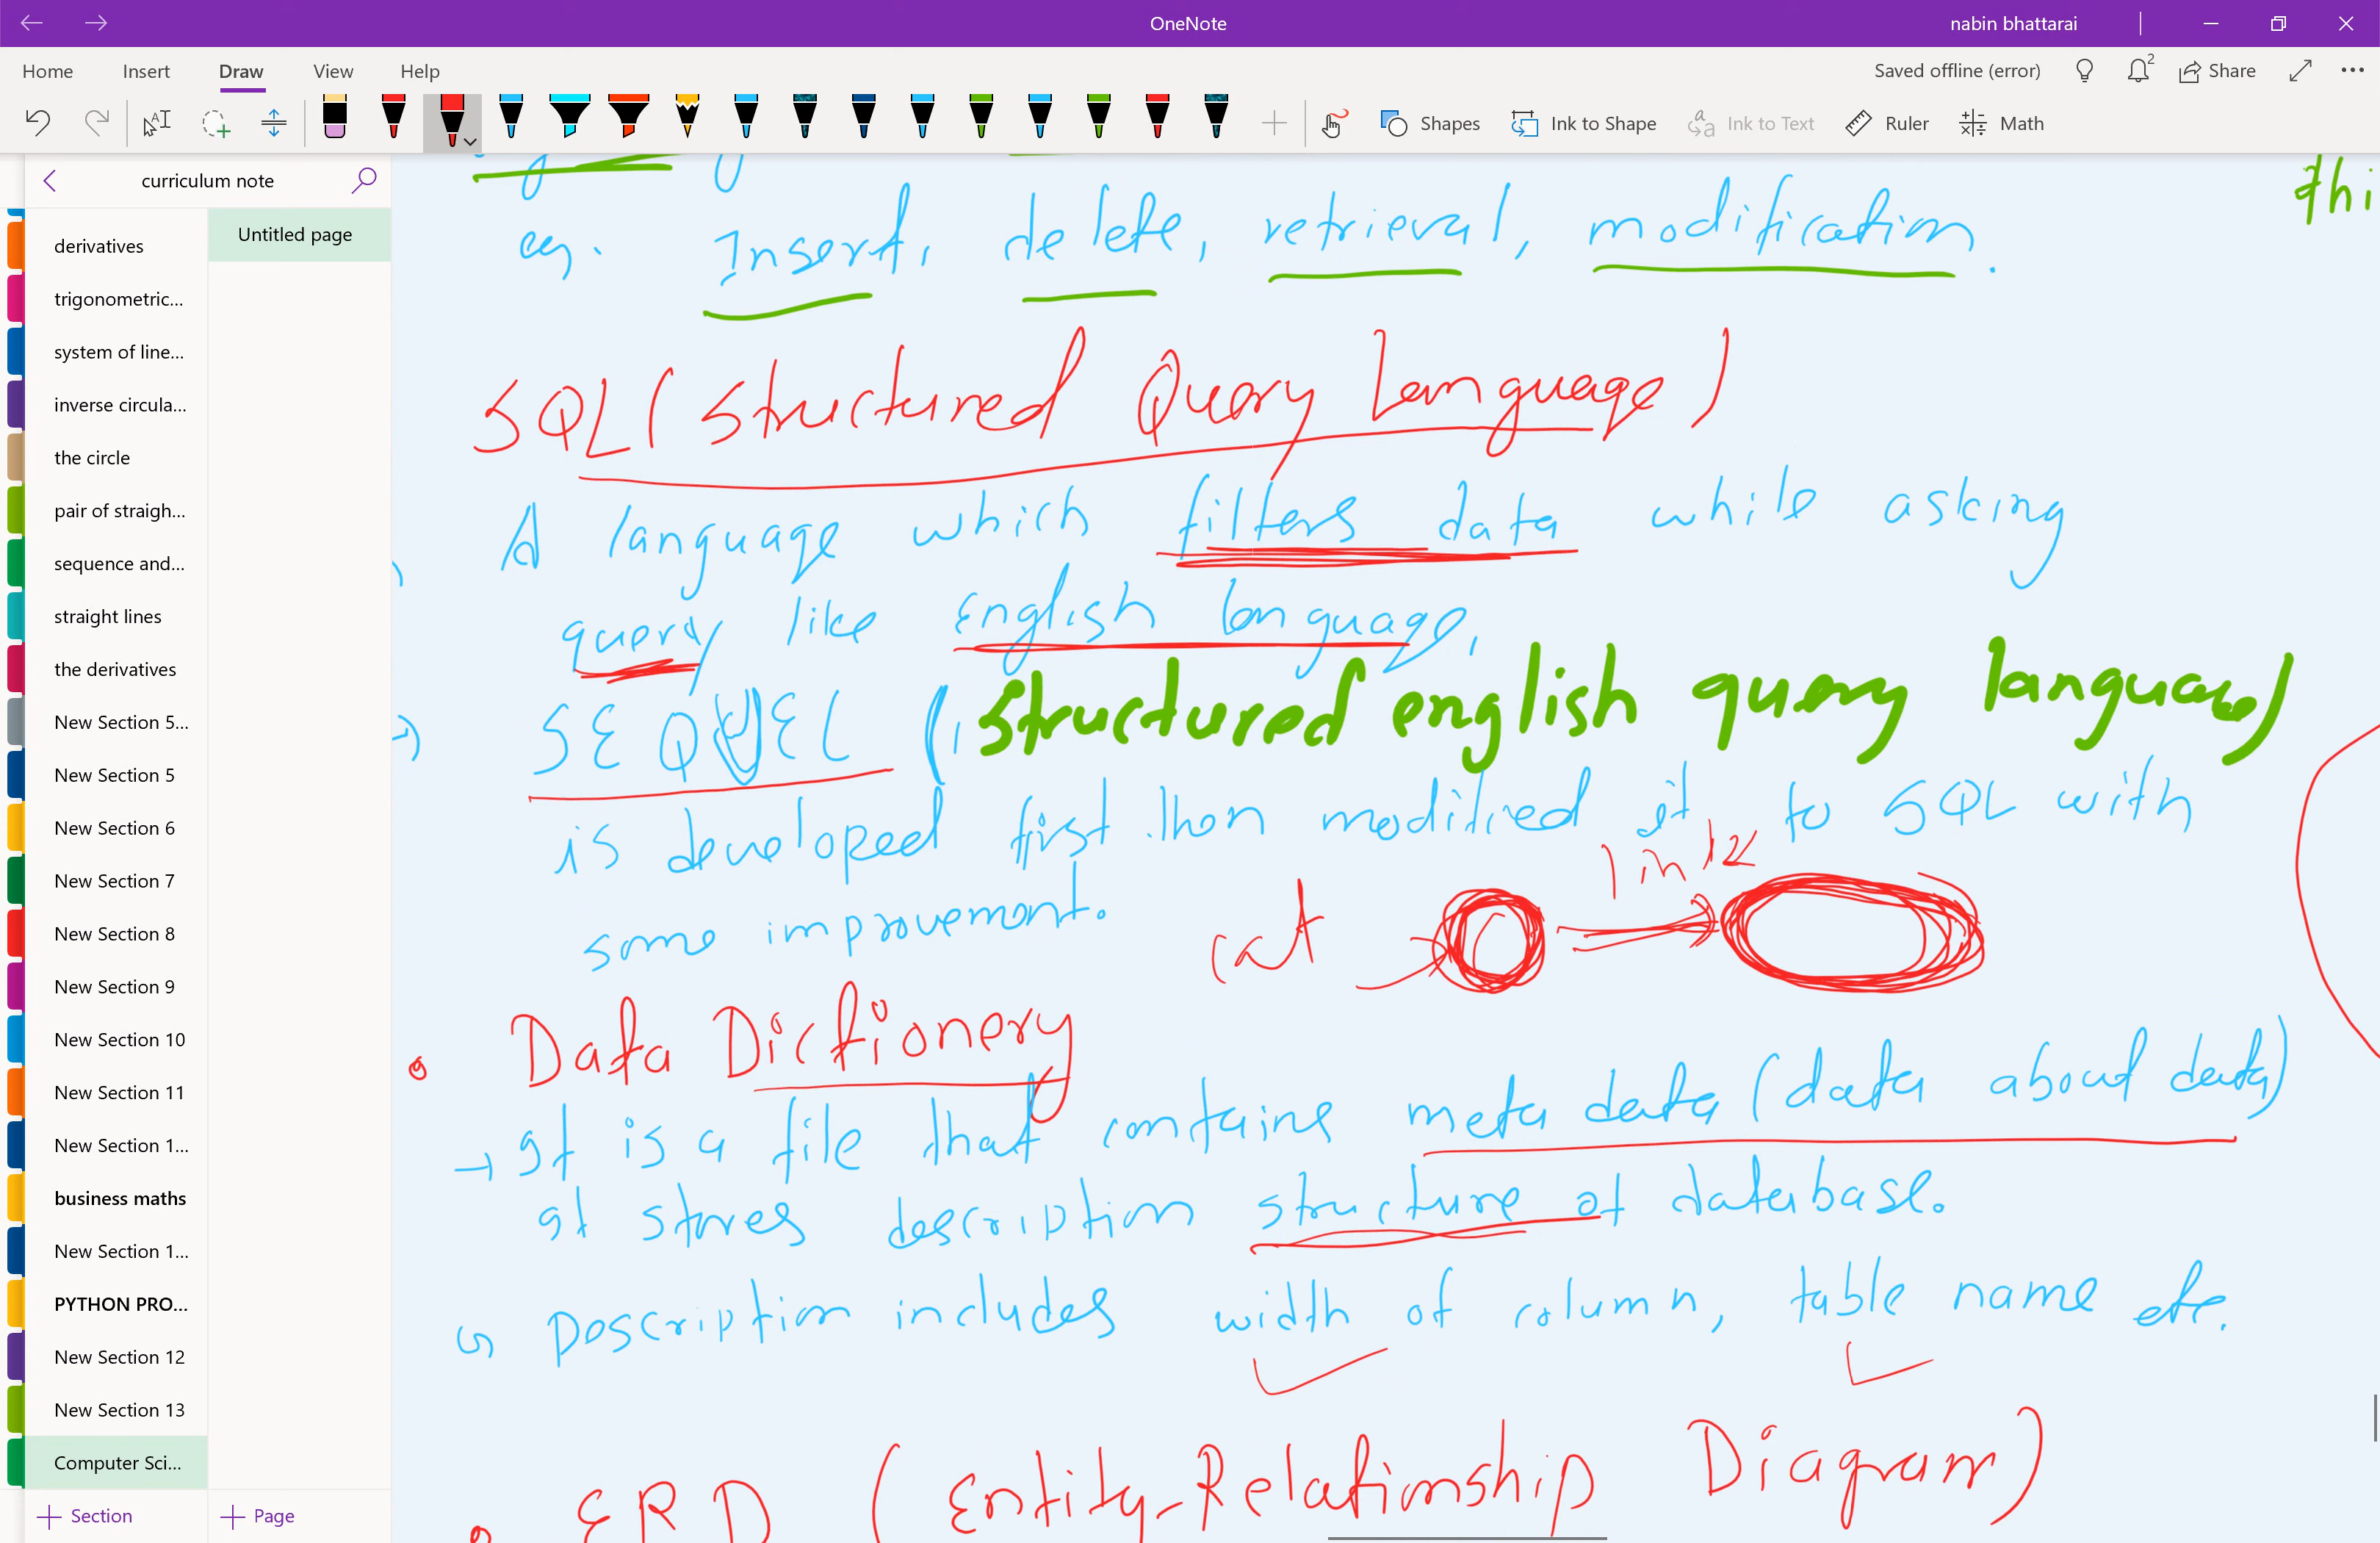 OneNote
nabin bhattarai
Home Insert Draw View Help
Saved offline (error) 2 Share
Shapes Ink to Shape Ink to Text Ruler Math
curriculum note
Untitled page
derivatives
trigonometric...
system of line...
inverse circula...
the circle
pair of straigh...
sequence and...
straight lines
the derivatives
New Section 5...
New Section 5
New Section 6
New Section 7
New Section 8
New Section 9
New Section 10
New Section 11
New Section 1...
business maths
New Section 1...
PYTHON PRO...
New Section 12
New Section 13
Computer Sci...
Section
Page
eg. Insert, delete, retrieval, modification.
SQL (Structured Query Language)
A language which filters data while asking
query like English language,
SEQUEL (structured english query language)
is developed first then modified it to SQL with
some improvement.
cat link
Data Dictionery
→ It is a file that contains meta data (data about data)
It stores description structure of database.
Description includes width of column, table name etc.
ERD (Entity-Relationship Diagram)